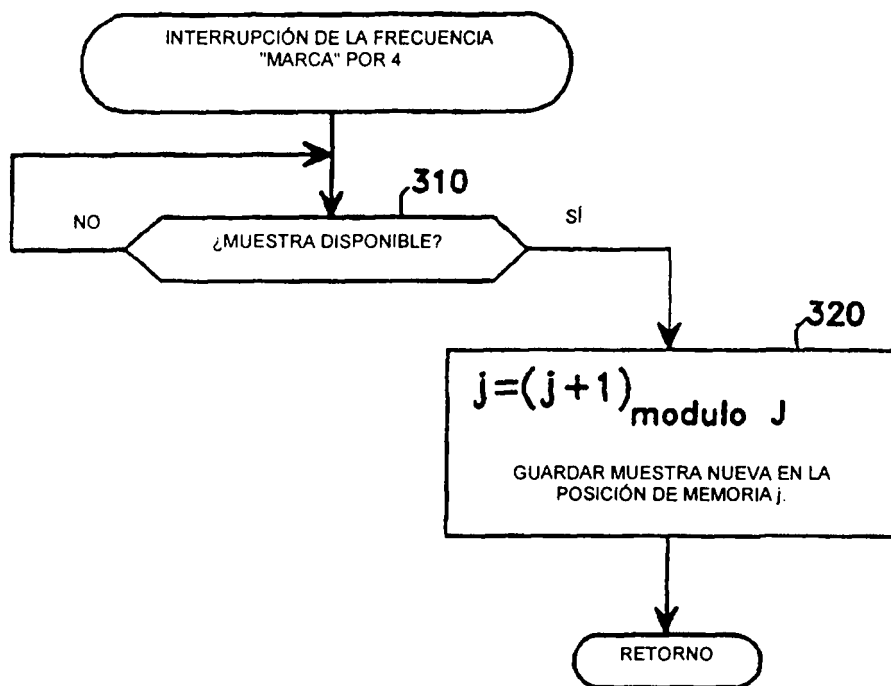 INTERRUPCIÓN DE LA FRECUENCIA
"MARCA" POR 4
310
NO
¿MUESTRA DISPONIBLE?
SÍ
320
j=(j+1) modulo J
GUARDAR MUESTRA NUEVA EN LA
POSICIÓN DE MEMORIA j.
RETORNO